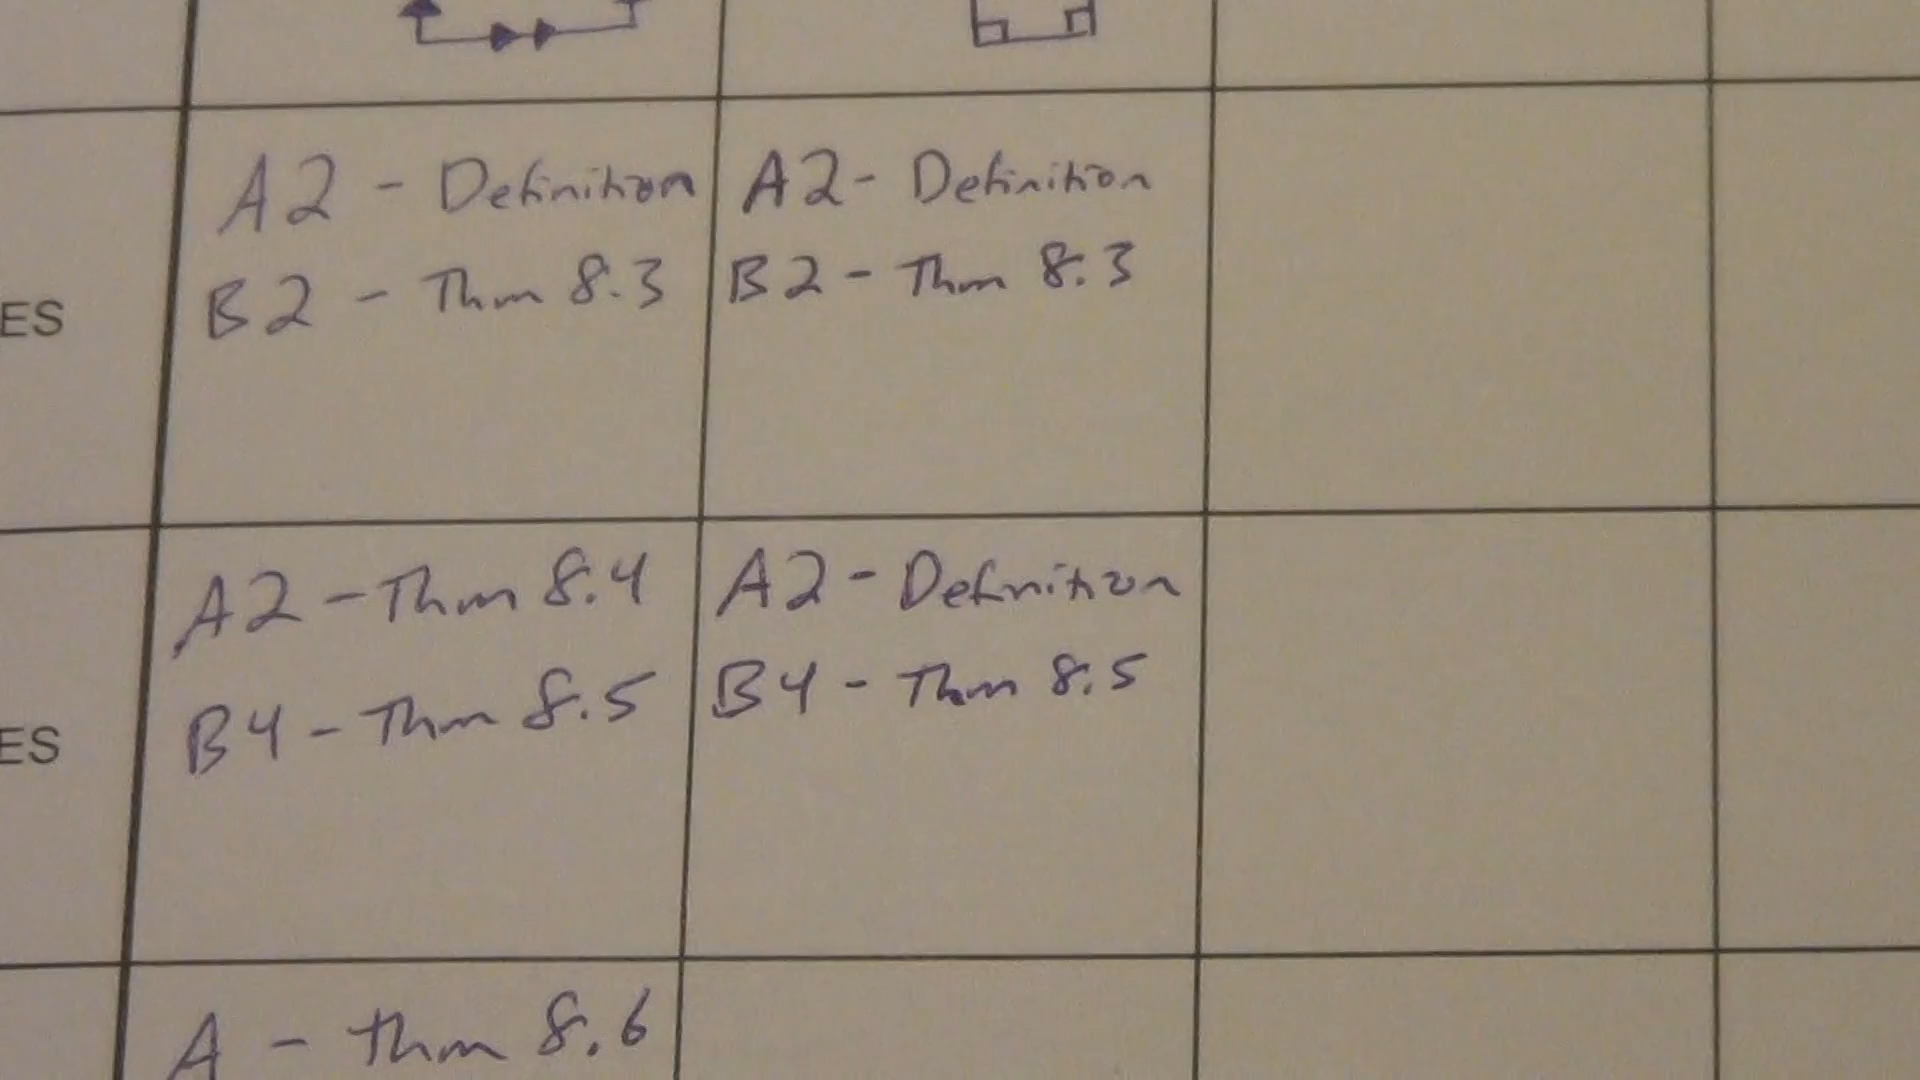 ES
A2 - Definition
B2 - Thm 8.3
A2 - Definition
B2 - Thm 8.3
ES
A2 - Thm 8.4
B4 - Thm 8.5
A2 - Definition
B4 - Thm 8.5
A - thm 8.6